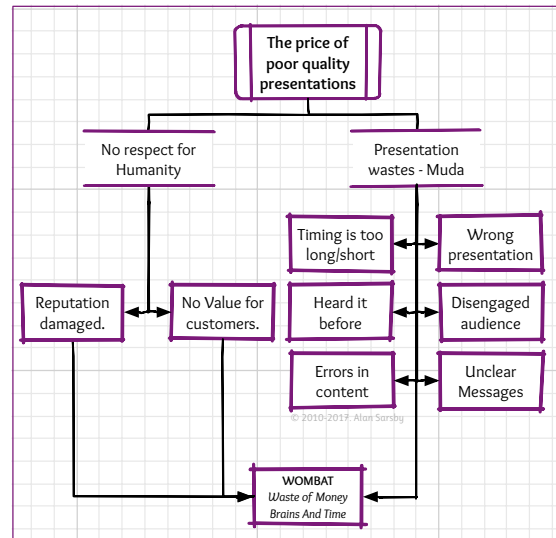 The price of
poor quality
presentations
No respect for
Humanity
Presentation
wastes - Muda
Timing is too
long/short
Wrong
presentation
Reputation
damaged.
No Value for
customers.
Heard it
before
Disengaged
audience
Errors in
content
Unclear
Messages
© 2010-2017. Alan Sarsby
WOMBAT
Waste of Money
Brains And Time